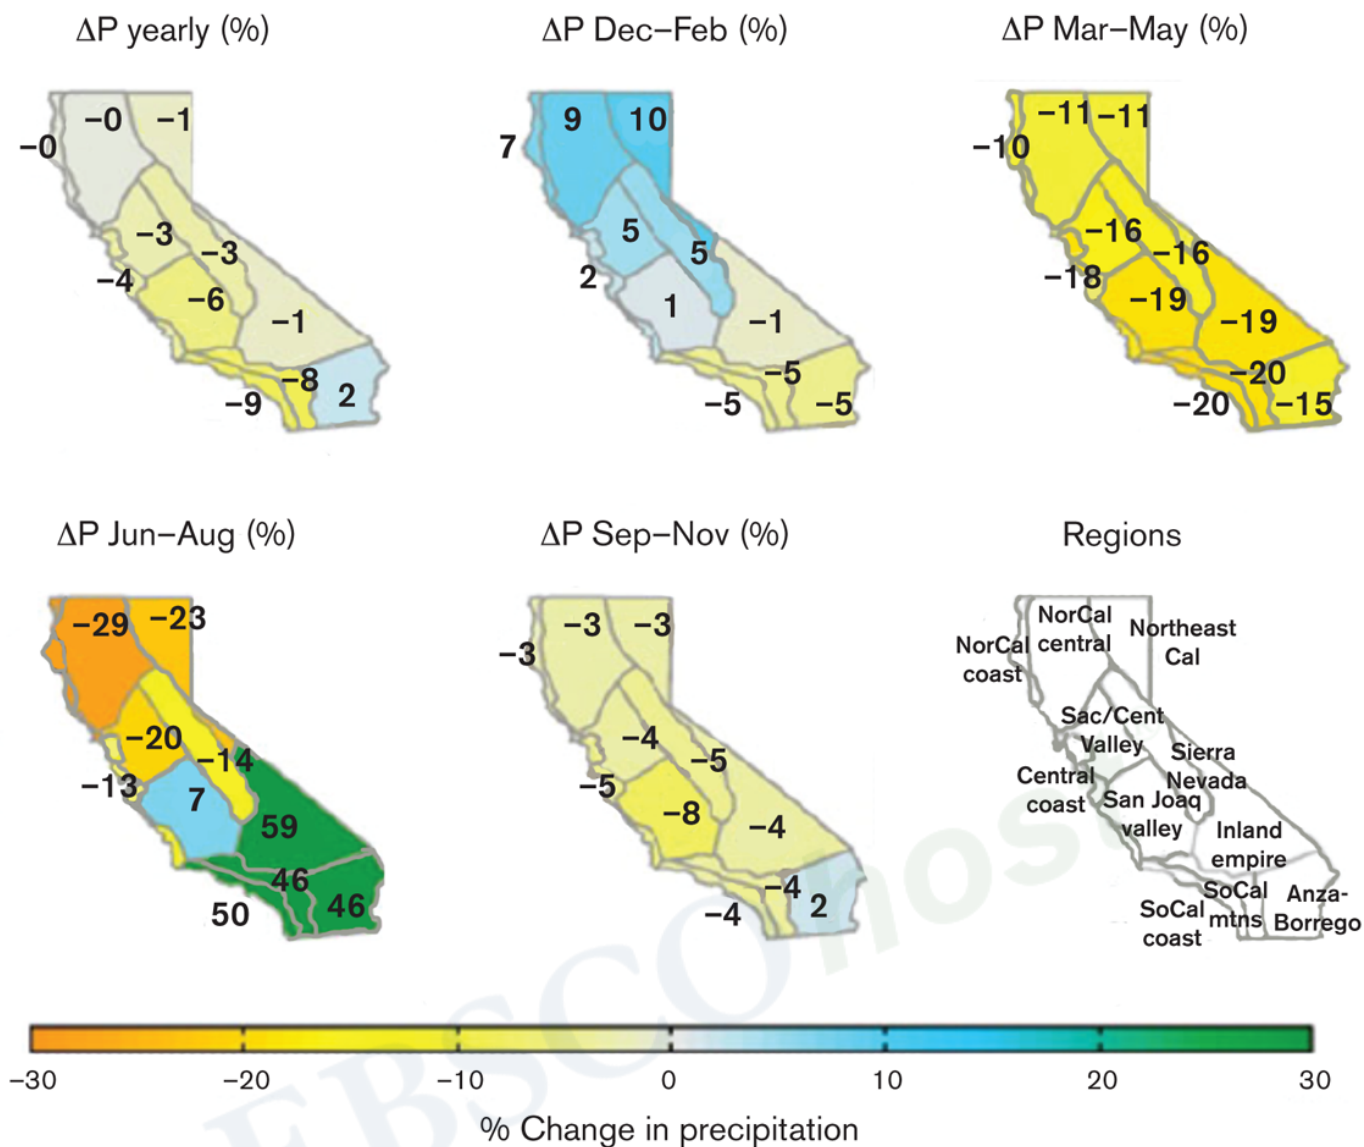 ΔP yearly (%)
ΔP Dec–Feb (%)
ΔP Mar–May (%)
−0
−1
−0
−3
−3
−4
−6
−1
−8
2
−9
9
10
7
5
5
2
1
−1
−5
−5
−5
−11
−11
−10
−16
−16
−18
−19
−19
−20
−20
−15
ΔP Jun–Aug (%)
ΔP Sep–Nov (%)
Regions
−29
−23
−20
−14
−13
7
59
46
50
46
−3
−3
−3
−4
−5
−5
−8
−4
−4
2
−4
NorCal
central
NorCal
coast
Northeast
Cal
Sac/Cent
Valley
Sierra
Nevada
Central
coast
San Joaq
valley
Inland
empire
SoCal
mtns
SoCal
coast
Anza-
Borrego
EBSCOhost
−30
−20
−10
0
10
20
30
% Change in precipitation